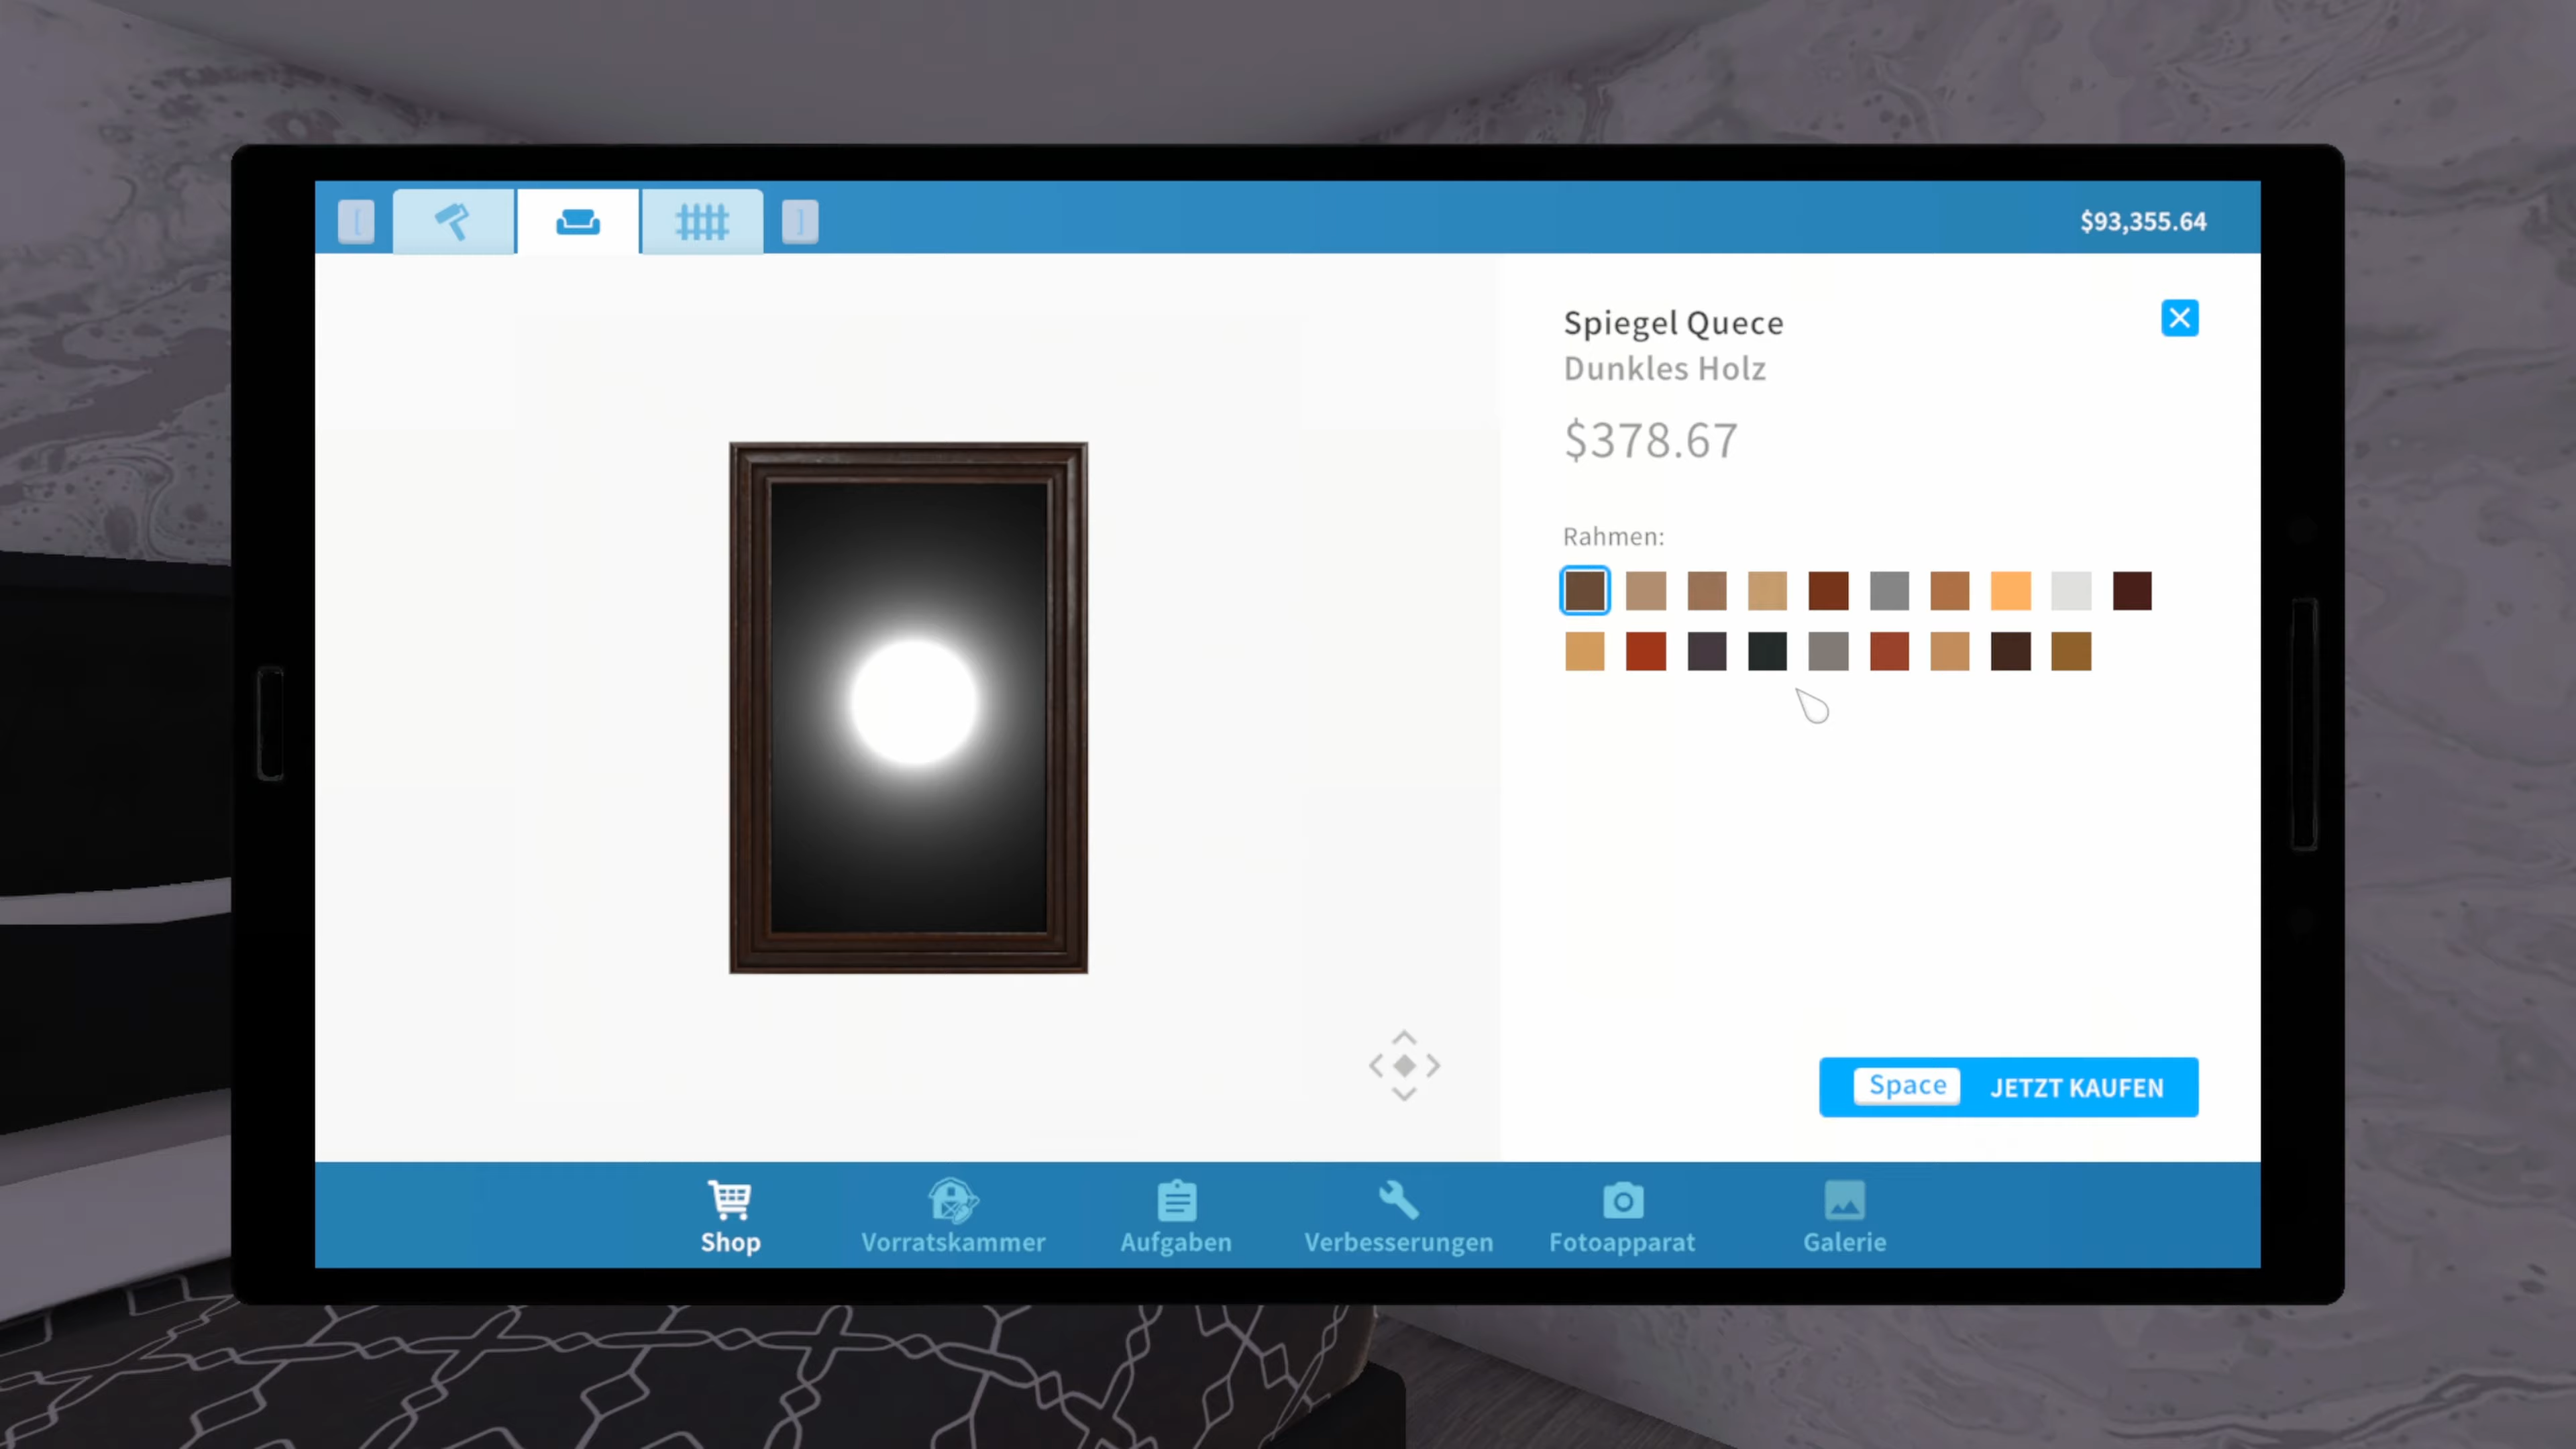 [
]
$93,355.64
Spiegel Quece
Dunkles Holz
$378.67
Rahmen:
Space JETZT KAUFEN
Shop
Vorratskammer
Aufgaben
Verbesserungen
Fotoapparat
Galerie